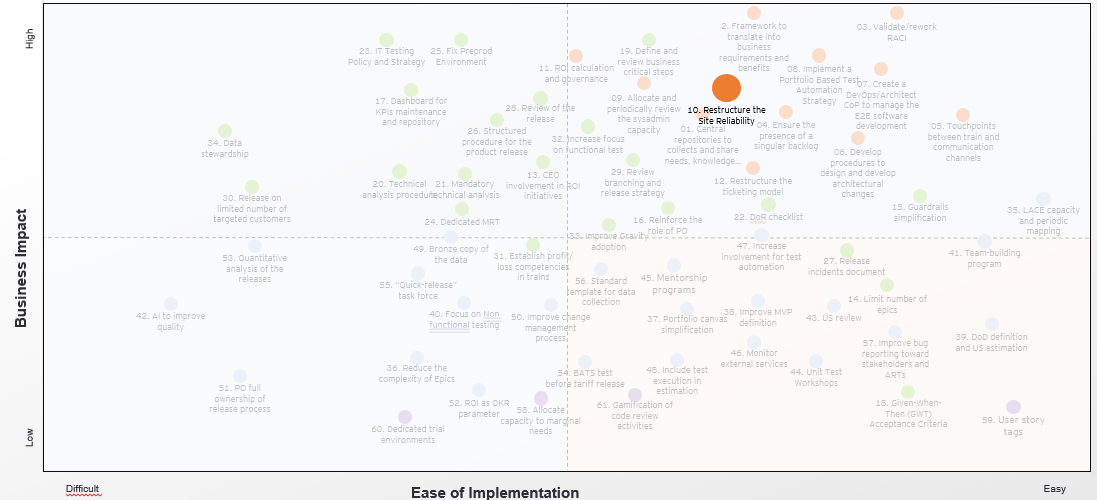 High
2. Framework to
translate into
business
requirements and
benefits
03. Validate/rework
RACI
23. IT Testing
Policy and Strategy
25. Fix Preprod
Environment
19. Define and
review business
critical steps
11. ROI calculation
and governance
08. Implement a
Portfolio Based Test
Automation
Strategy
07. Create a
DevOps/Architect
CoP to manage the
E2E software
development
17. Dashboard for
KPIs maintenance
and repository
28. Review of the
release
09. Allocate and
periodically review
the sysadmin
capacity
10. Restructure the
Site Reliability
26. Structured
procedure for the
product release
32. Increase focus
on functional test
01. Central
repositories to
collects and share
needs, knowledge...
04. Ensure the
presence of a
singular backlog
05. Touchpoints
between train and
communication
channels
34. Data
stewardship
06. Develop
procedures to
design and develop
architectural
changes
20. Technical
analysis procedure
21. Mandatory
technical analysis
13. CEO
involvement in ROI
initiatives
29. Review
branching and
release strategy
12. Restructure the
ticketing model
30. Release on
limited number of
targeted customers
24. Dedicated MRT
16. Reinforce the
role of PO
22. DoR checklist
15. Guardrails
simplification
35. LACE capacity
and periodic
mapping
33. Improve Gravity
adoption
Business Impact
53. Quantitative
analysis of the
releases
49. Bronze copy of
the data
31. Establish profit/
loss competencies
in trains
47. Increase
involvement for test
automation
27. Release
incidents document
41. Team-building
program
55. "Quick-release"
task force
56. Standard
template for data
collection
45. Mentorship
programs
14. Limit number of
epics
42. AI to improve
quality
40. Focus on Non
functional testing
50. Improve change
management
process
37. Portfolio canvas
simplification
38. Improve MVP
definition
43. US review
39. DoD definition
and US estimation
57. Improve bug
reporting toward
stakeholders and
ARTs
36. Reduce the
complexity of Epics
54. BATS test
before tariff release
48. Include test
execution in
estimation
46. Monitor
external services
44. Unit Test
Workshops
51. PO full
ownership of
release process
52. ROI as OKR
parameter
58. Allocate
capacity to marginal
needs
61. Gamification of
code review
activities
18. Given-When-
Then (GWT)
Acceptance Criteria
59. User story
tags
60. Dedicated trial
environments
Low
Difficult
Ease of Implementation
Easy